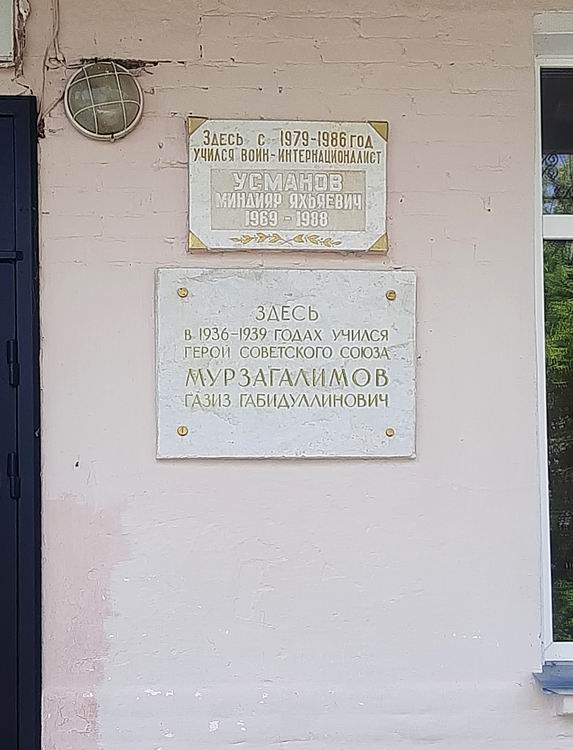 ЗДЕСЬ С 1979-1986 ГОД
УЧИЛСЯ ВОИН-ИНТЕРНАЦИОНАЛИСТ
УСМАНОВ
МИНДИЯР ЯХЬЯЕВИЧ
1969 - 1988
ЗДЕСЬ
В 1936-1939 ГОДАХ УЧИЛСЯ
ГЕРОЙ СОВЕТСКОГО СОЮЗА
МУРЗАГАЛИМОВ
ГАЗИЗ ГАБИДУЛЛИНОВИЧ